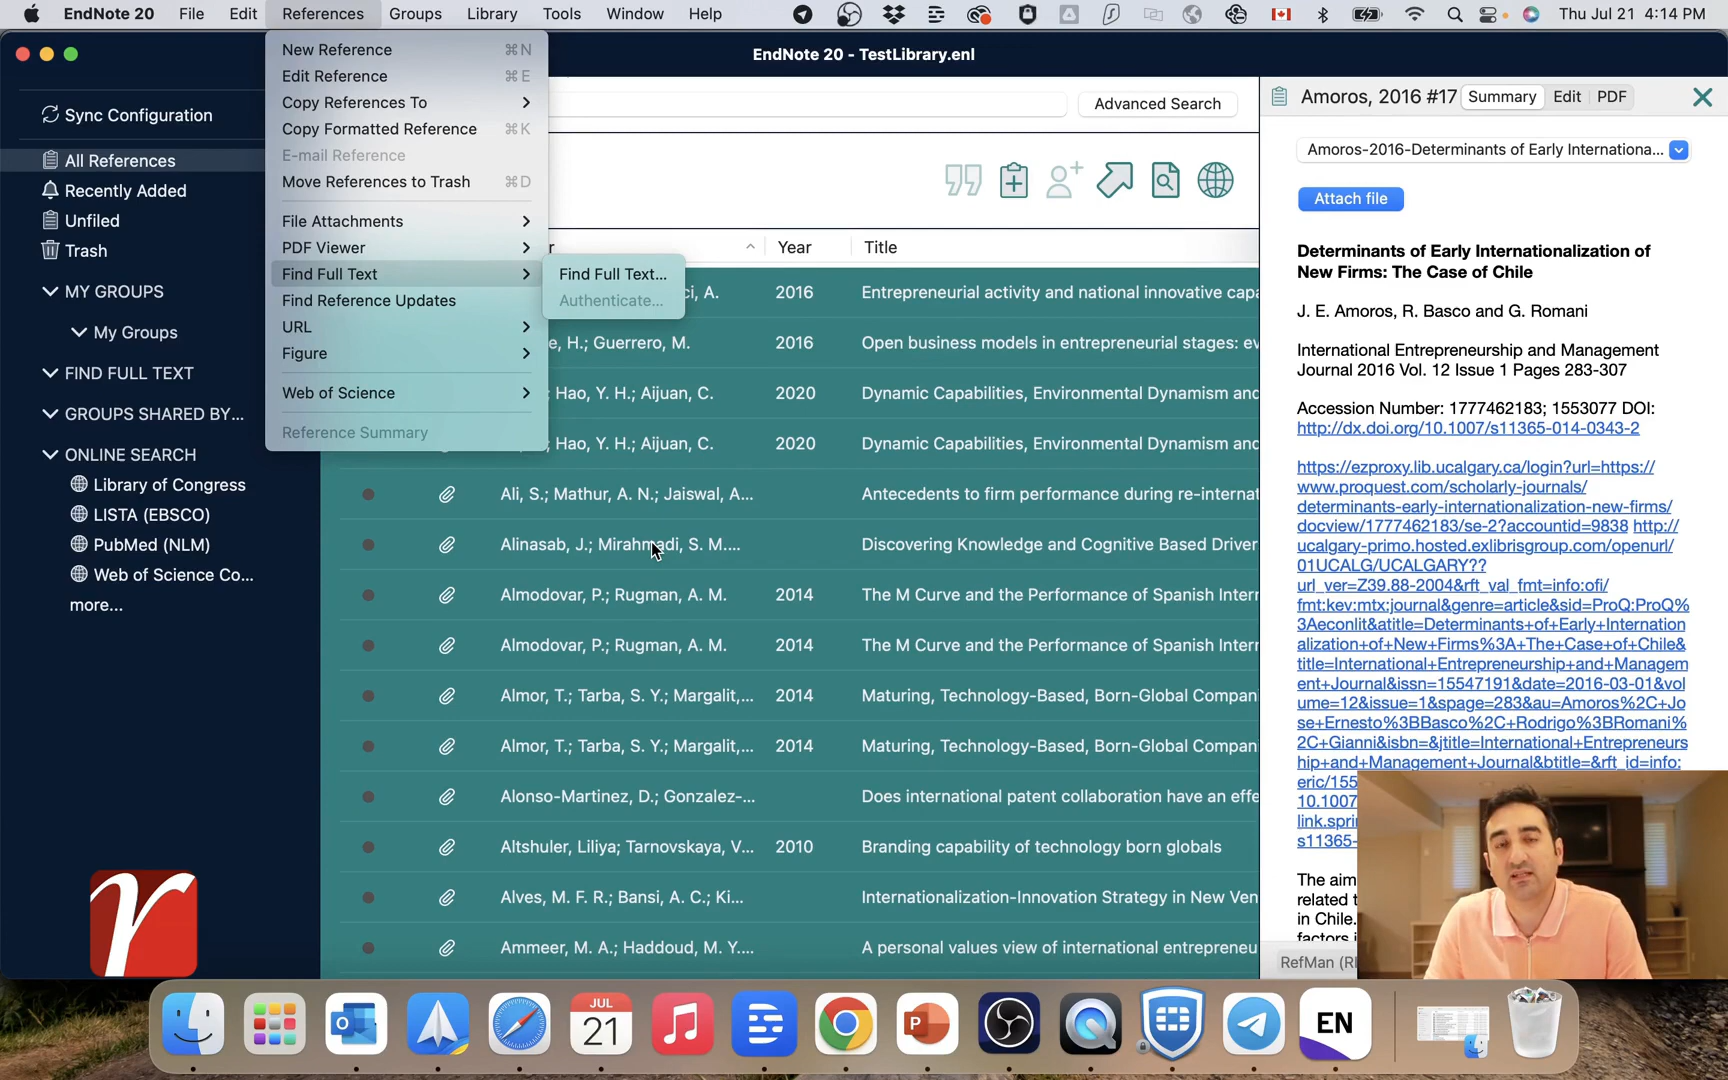 EndNote 20 File Edit References Groups Library Tools Window Help Thu Jul 21 4:14 PM
EndNote 20 - TestLibrary.enl
New Reference ⌘N
Edit Reference ⌘E
Copy References To
Copy Formatted Reference ⌘K
E-mail Reference
Move References to Trash ⌘D
File Attachments
PDF Viewer
Find Full Text
Find Reference Updates
URL
Figure
Web of Science
Reference Summary
Find Full Text...
Authenticate...
Sync Configuration
All References
Recently Added
Unfiled
Trash
MY GROUPS
My Groups
FIND FULL TEXT
GROUPS SHARED BY...
ONLINE SEARCH
Library of Congress
LISTA (EBSCO)
PubMed (NLM)
Web of Science Co...
more...
Advanced Search
Year Title
ci, A. 2016 Entrepreneurial activity and national innovative capa
e, H.; Guerrero, M. 2016 Open business models in entrepreneurial stages: ev
; Hao, Y. H.; Aijuan, C. 2020 Dynamic Capabilities, Environmental Dynamism and
; Hao, Y. H.; Aijuan, C. 2020 Dynamic Capabilities, Environmental Dynamism and
Ali, S.; Mathur, A. N.; Jaiswal, A... Antecedents to firm performance during re-internat
Alinasab, J.; Mirahmadi, S. M.... Discovering Knowledge and Cognitive Based Driver
Almodovar, P.; Rugman, A. M. 2014 The M Curve and the Performance of Spanish Interr
Almodovar, P.; Rugman, A. M. 2014 The M Curve and the Performance of Spanish Interr
Almor, T.; Tarba, S. Y.; Margalit,... 2014 Maturing, Technology-Based, Born-Global Compan
Almor, T.; Tarba, S. Y.; Margalit,... 2014 Maturing, Technology-Based, Born-Global Compan
Alonso-Martinez, D.; Gonzalez-... Does international patent collaboration have an effe
Altshuler, Liliya; Tarnovskaya, V... 2010 Branding capability of technology born globals
Alves, M. F. R.; Bansi, A. C.; Ki... Internationalization-Innovation Strategy in New Ven
Ammeer, M. A.; Haddoud, M. Y.... A personal values view of international entrepreneu
Amoros, 2016 #17 Summary Edit PDF
Amoros-2016-Determinants of Early Internationa...
Attach file
Determinants of Early Internationalization of
New Firms: The Case of Chile
J. E. Amoros, R. Basco and G. Romani
International Entrepreneurship and Management
Journal 2016 Vol. 12 Issue 1 Pages 283-307
Accession Number: 1777462183; 1553077 DOI:
http://dx.doi.org/10.1007/s11365-014-0343-2
https://ezproxy.lib.ucalgary.ca/login?url=https://
www.proquest.com/scholarly-journals/
determinants-early-internationalization-new-firms/
docview/1777462183/se-2?accountid=9838 http://
ucalgary-primo.hosted.exlibrisgroup.com/openurl/
01UCALG/UCALGARY??
url_ver=Z39.88-2004&rft_val_fmt=info:ofi/
fmt:kev:mtx:journal&genre=article&sid=ProQ:ProQ%
3Aeconlit&atitle=Determinants+of+Early+Internation
alization+of+New+Firms%3A+The+Case+of+Chile&
title=International+Entrepreneurship+and+Managem
ent+Journal&issn=15547191&date=2016-03-01&vol
ume=12&issue=1&spage=283&au=Amoros%2C+Jo
se+Ernesto%3BBasco%2C+Rodrigo%3BRomani%
2C+Gianni&isbn=&jtitle=International+Entrepreneurs
hip+and+Management+Journal&btitle=&rft_id=info:
eric/155
10.1007
link.sprin
s11365-
The aim
related t
in Chile.
factors i
RefMan (RI
r
JUL
21
P
EN